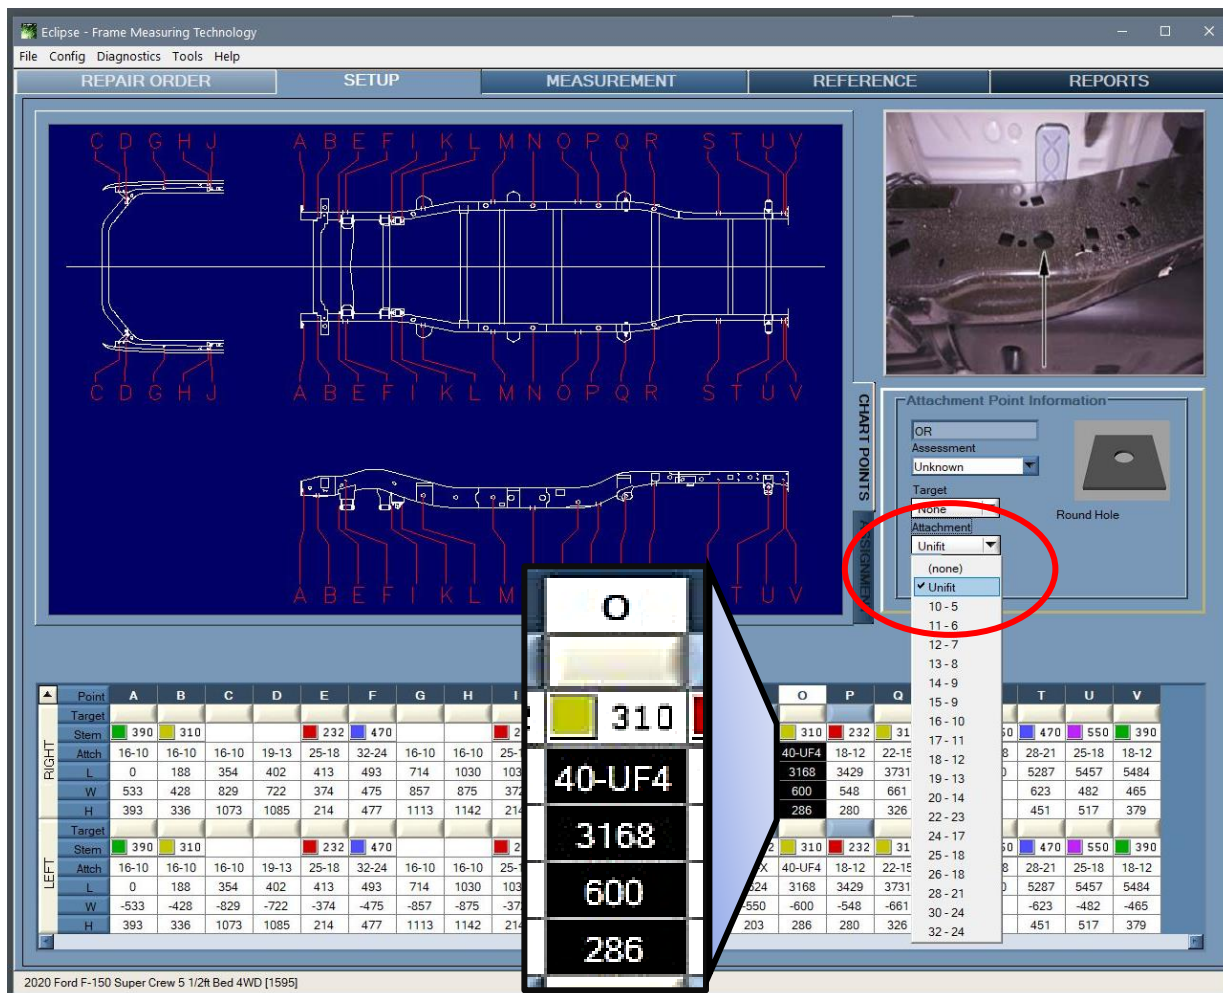 Eclipse - Frame Measuring Technology
File Config Diagnostics Tools Help
REPAIR ORDER SETUP MEASUREMENT REFERENCE REPORTS
C D G H J A B E F I K L M N O P Q R S T U V
C D G H J A B E F I K L M N O P Q R S T U V
A B E F I K L M T U V
CHART POINTS
Attachment Point Information
OR
Assessment
Unknown
Target
None
Round Hole
Attachment
Unifit
(none)
✔ Unifit
10 - 5
11 - 6
12 - 7
13 - 8
14 - 9
15 - 9
16 - 10
17 - 11
18 - 12
19 - 13
20 - 14
22 - 23
24 - 17
25 - 18
26 - 18
28 - 21
30 - 24
32 - 24
O
310
40-UF4
3168
600
286
Point A B C D E F G H I O P Q T U V
RIGHT
Target
Stem 390 310 232 470 310 232 470 550 390
Attch 16-10 16-10 16-10 19-13 25-18 32-24 16-10 16-10 40-UF4 18-12 28-21 25-18 18-12
L 0 188 354 402 413 493 714 1030 3168 3429 3731 5287 5457 5484
W 533 428 829 722 374 475 857 875 600 548 661 623 482 465
H 393 336 1073 1085 214 477 1113 1142 286 280 326 451 517 379
LEFT
Target
Stem 390 310 232 470 310 232 470 550 390
Attch 16-10 16-10 16-10 19-13 25-18 32-24 16-10 16-10 40-UF4 18-12 28-21 25-18 18-12
L 0 188 354 402 413 493 714 1030 3168 3429 3731 5287 5457 5484
W -533 -428 -829 -722 -374 -475 -857 -875 -550 -600 -548 -661 -623 -482 -465
H 393 336 1073 1085 214 477 1113 1142 203 286 280 326 451 517 379
2020 Ford F-150 Super Crew 5 1/2ft Bed 4WD [1595]